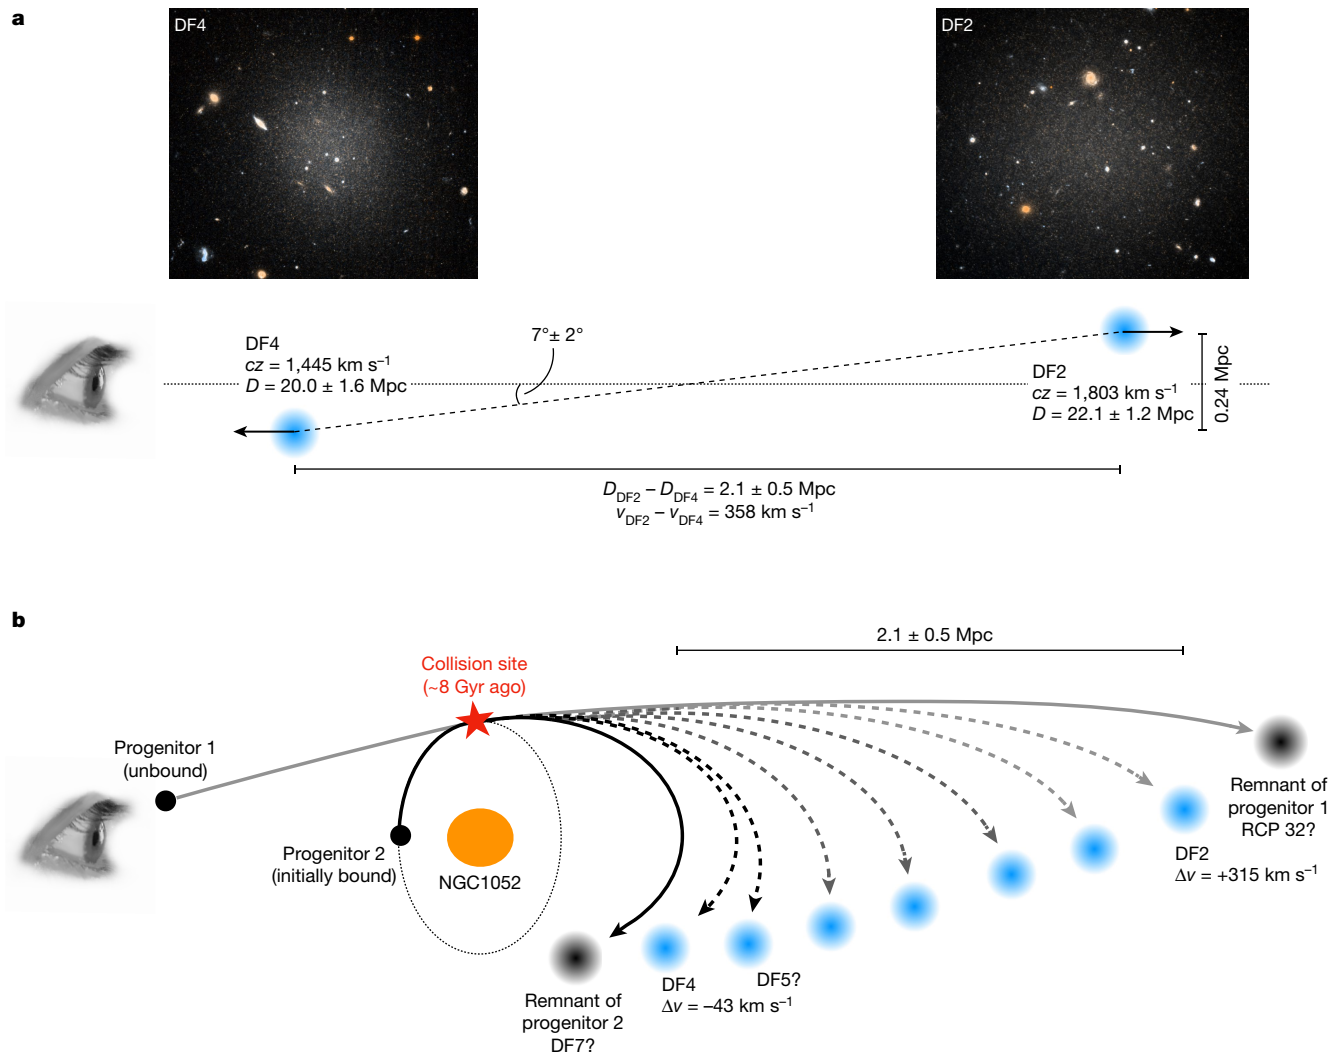 a
DF4
DF2
7°± 2°
DF4
cz = 1,445 km s⁻¹
D = 20.0 ± 1.6 Mpc
DF2
cz = 1,803 km s⁻¹
D = 22.1 ± 1.2 Mpc
0.24 Mpc
D_DF2 – D_DF4 = 2.1 ± 0.5 Mpc
v_DF2 – v_DF4 = 358 km s⁻¹
b
2.1 ± 0.5 Mpc
Collision site
(~8 Gyr ago)
Progenitor 1
(unbound)
Progenitor 2
(initially bound)
NGC1052
Remnant of
progenitor 1
RCP 32?
DF2
Δv = +315 km s⁻¹
DF5?
DF4
Δv = –43 km s⁻¹
Remnant of
progenitor 2
DF7?